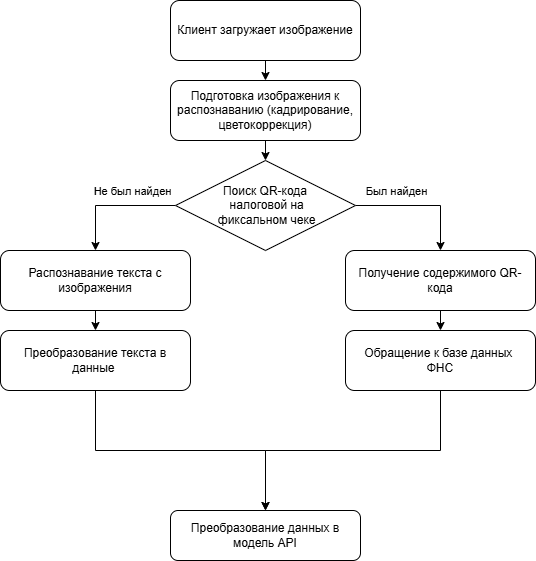 Клиент загружает изображение
Подготовка изображения к
распознаванию (кадрирование,
цветокоррекция)
Не был найден
Поиск QR-кода
налоговой на
фиксальном чеке
Был найден
Распознавание текста с
изображения
Получение содержимого QR-
кода
Преобразование текста в
данные
Обращение к базе данных
ФНС
Преобразование данных в
модель API